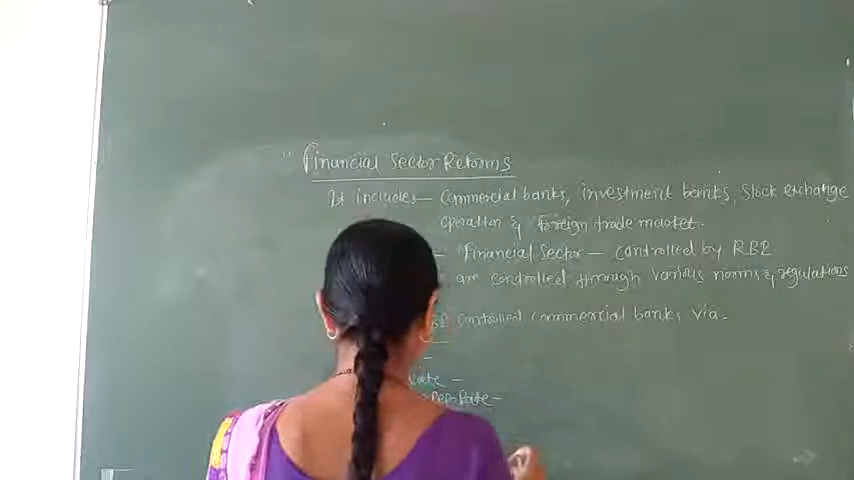 Financial Sector Reforms
It includes — Commercial banks, investment banks, stock exchange
operation & foreign trade market.
Financial Sector — controlled by RBI
are controlled through various norms & regulations
controlled commercial banks via -
-
rate -
Repo Rate -